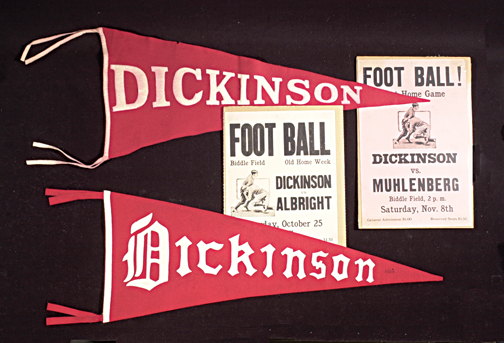 DICKINSON
FOOT BALL!
Home Game
DICKINSON
vs.
MUHLENBERG
Biddle Field, 2 p. m.
Saturday, Nov. 8th
FOOT BALL
Biddle Field Old Home Week
DICKINSON
ALBRIGHT
October 25
Dickinson